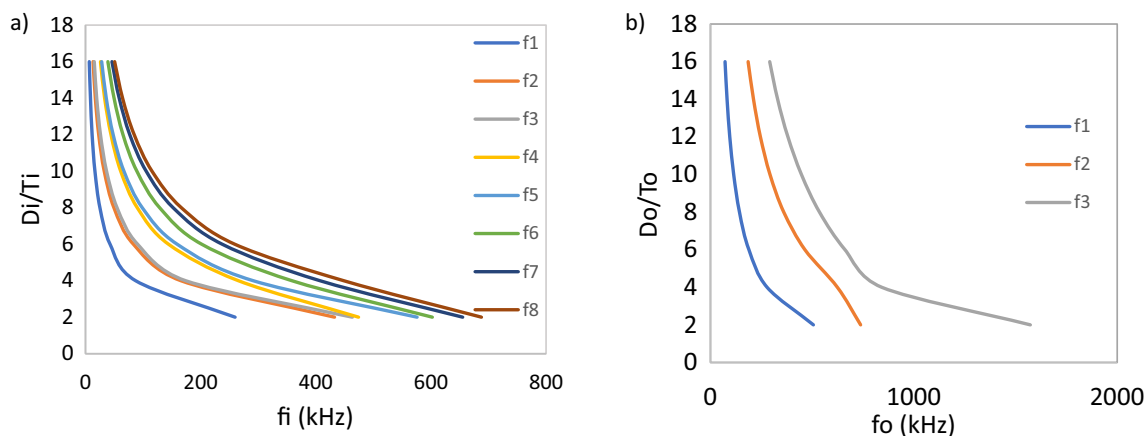 a)
Di/Ti
18
16
14
12
10
8
6
4
2
0
0 200 400 600 800
fi (kHz)
f1
f2
f3
f4
f5
f6
f7
f8
b)
Do/To
18
16
14
12
10
8
6
4
2
0
0 1000 2000
fo (kHz)
f1
f2
f3